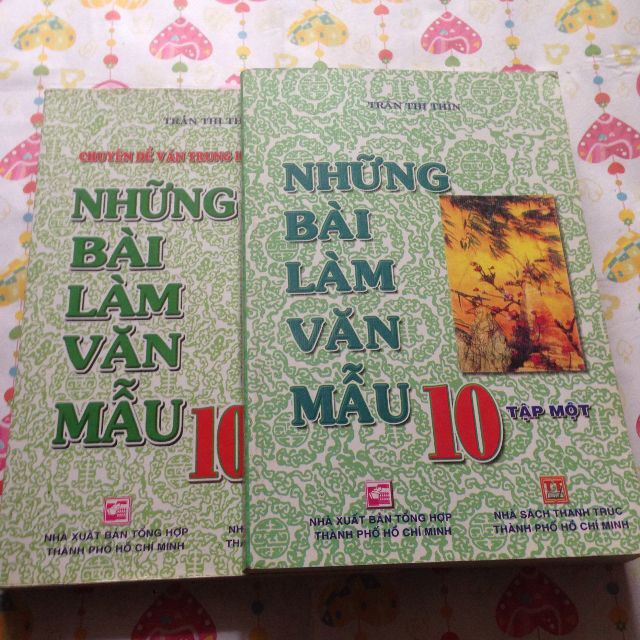 TRẦN THỊ
CHUYÊN ĐỀ VĂN TRUNG
NHỮNG
BÀI
LÀM
VĂN
MẪU 10
NHÀ XUẤT BẢN TỔNG HỢP
THÀNH PHỐ HỒ CHÍ MINH
TRẦN THỊ THÌN
NHỮNG
BÀI
LÀM
VĂN
MẪU 10 TẬP MỘT
NHÀ XUẤT BẢN TỔNG HỢP
THÀNH PHỐ HỒ CHÍ MINH
NHÀ SÁCH THANH TRÚC
THÀNH PHỐ HỒ CHÍ MINH